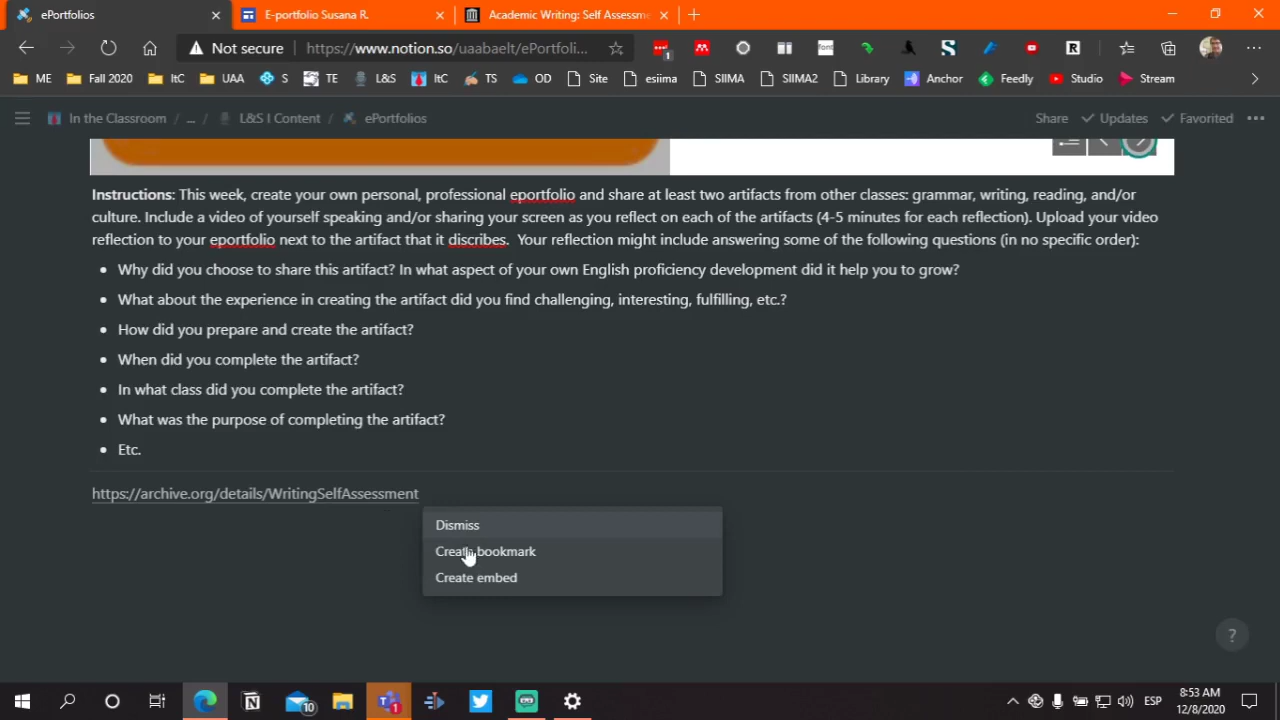 ePortfolios
E-portfolio Susana R.
Academic Writing: Self Assessme
Not secure
https://www.notion.so/uaabaelt/ePortfoli...
1
font
R
ME
Fall 2020
ItC
UAA
S
TE
L&S
ItC
TS
OD
Site
esiima
SIIMA
SIIMA2
Library
Anchor
Feedly
Studio
Stream
In the Classroom / ... / L&S I Content / ePortfolios
Share
Updates
Favorited
Instructions: This week, create your own personal, professional eportfolio and share at least two artifacts from other classes: grammar, writing, reading, and/or
culture. Include a video of yourself speaking and/or sharing your screen as you reflect on each of the artifacts (4-5 minutes for each reflection). Upload your video
reflection to your eportfolio next to the artifact that it discribes. Your reflection might include answering some of the following questions (in no specific order):
• Why did you choose to share this artifact? In what aspect of your own English proficiency development did it help you to grow?
• What about the experience in creating the artifact did you find challenging, interesting, fulfilling, etc.?
• How did you prepare and create the artifact?
• When did you complete the artifact?
• In what class did you complete the artifact?
• What was the purpose of completing the artifact?
• Etc.
https://archive.org/details/WritingSelfAssessment
Dismiss
Create bookmark
Create embed
?
10
1
ESP
8:53 AM
12/8/2020